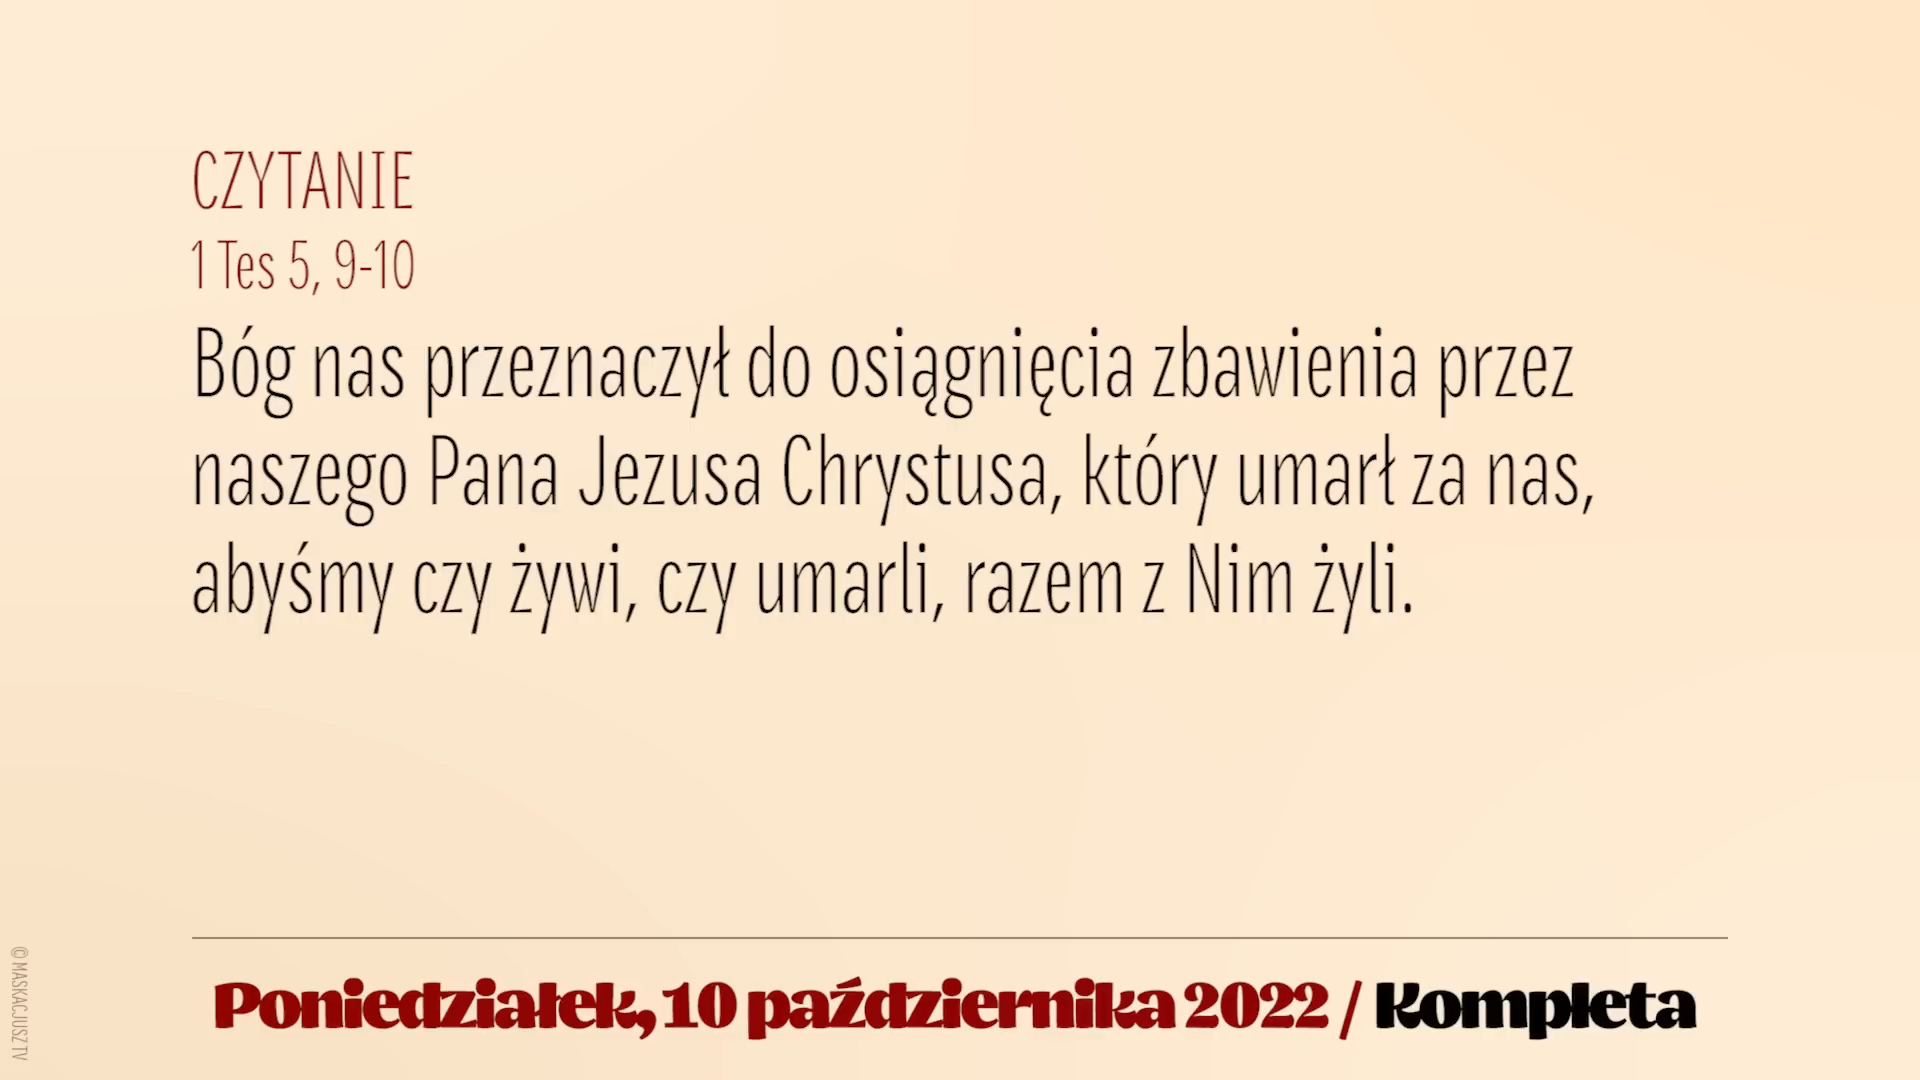 CZYTANIE
1 Tes 5, 9-10
Bóg nas przeznaczył do osiągnięcia zbawienia przez
naszego Pana Jezusa Chrystusa, który umarł za nas,
abyśmy czy żywi, czy umarli, razem z Nim żyli.
Poniedziałek, 10 października 2022 / Kompleta
© MASKACJUSZ TV